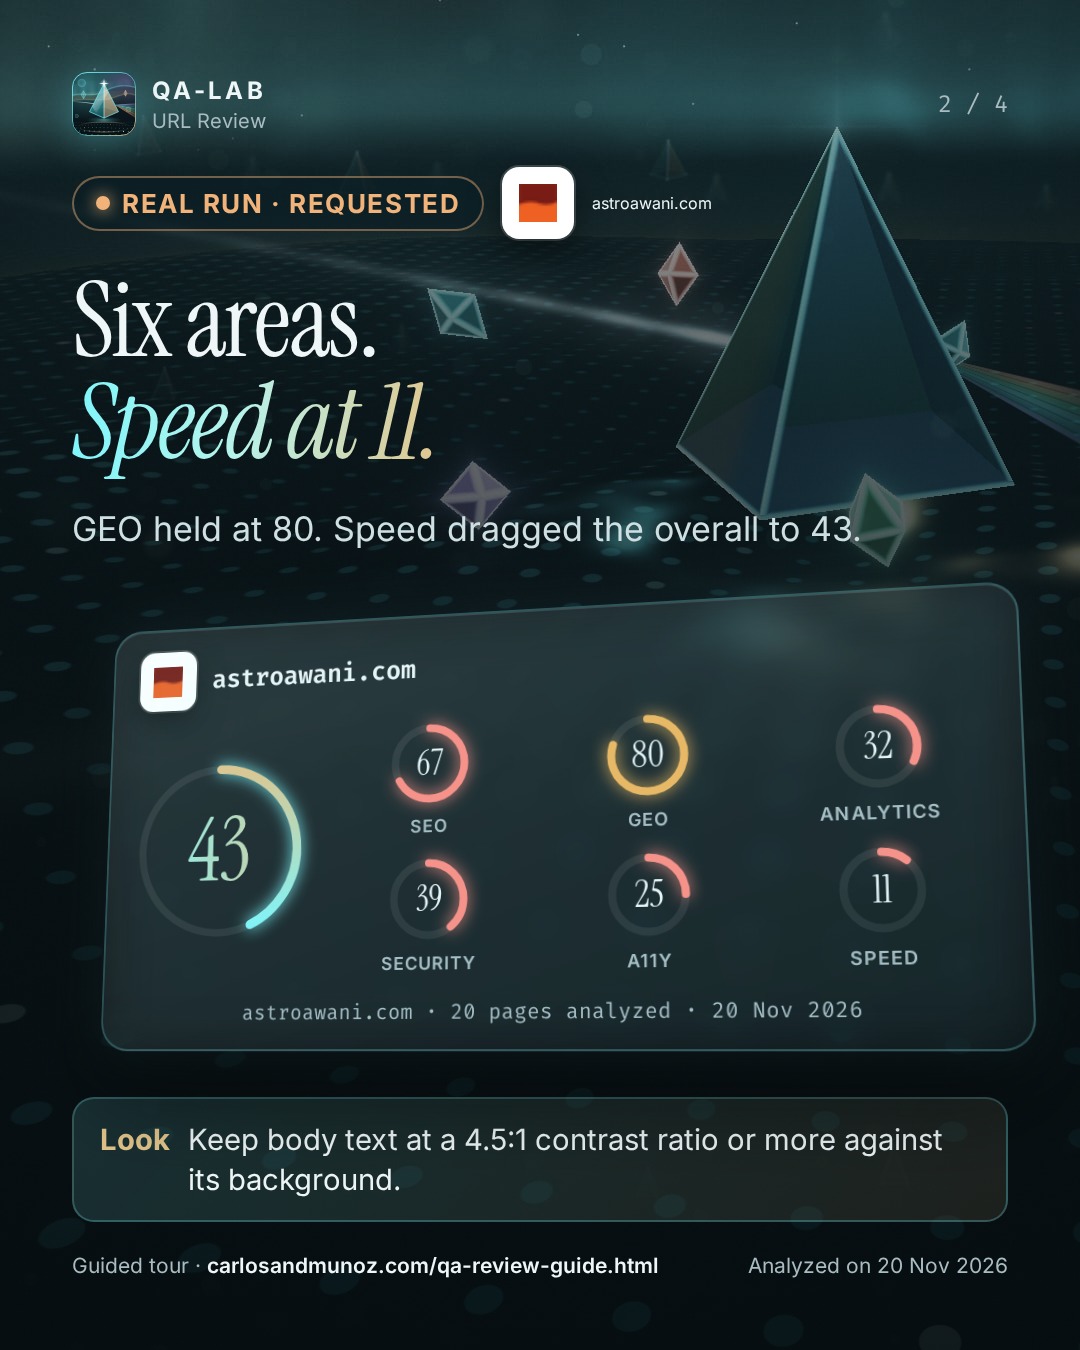 QA-LAB
URL Review
2 / 4
REAL RUN · REQUESTED
astroawani.com
Six areas.
Speed at 11.
GEO held at 80. Speed dragged the overall to 43.
astroawani.com
43
67
SEO
80
GEO
32
ANALYTICS
39
SECURITY
25
A11Y
11
SPEED
astroawani.com · 20 pages analyzed · 20 Nov 2026
Look Keep body text at a 4.5:1 contrast ratio or more against
its background.
Guided tour · carlosandmunoz.com/qa-review-guide.html
Analyzed on 20 Nov 2026